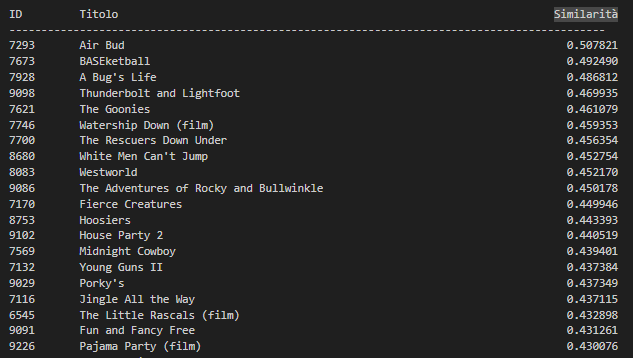 ID Titolo Similarità
--------------------------------------------------------------------------------------------
7293 Air Bud 0.507821
7673 BASEketball 0.492490
7928 A Bug's Life 0.486812
9098 Thunderbolt and Lightfoot 0.469935
7621 The Goonies 0.461079
7746 Watership Down (film) 0.459353
7700 The Rescuers Down Under 0.456354
8680 White Men Can't Jump 0.452754
8083 Westworld 0.452170
9086 The Adventures of Rocky and Bullwinkle 0.450178
7170 Fierce Creatures 0.449946
8753 Hoosiers 0.443393
9102 House Party 2 0.440519
7569 Midnight Cowboy 0.439401
7132 Young Guns II 0.437384
9029 Porky's 0.437349
7116 Jingle All the Way 0.437115
6545 The Little Rascals (film) 0.432898
9091 Fun and Fancy Free 0.431261
9226 Pajama Party (film) 0.430076